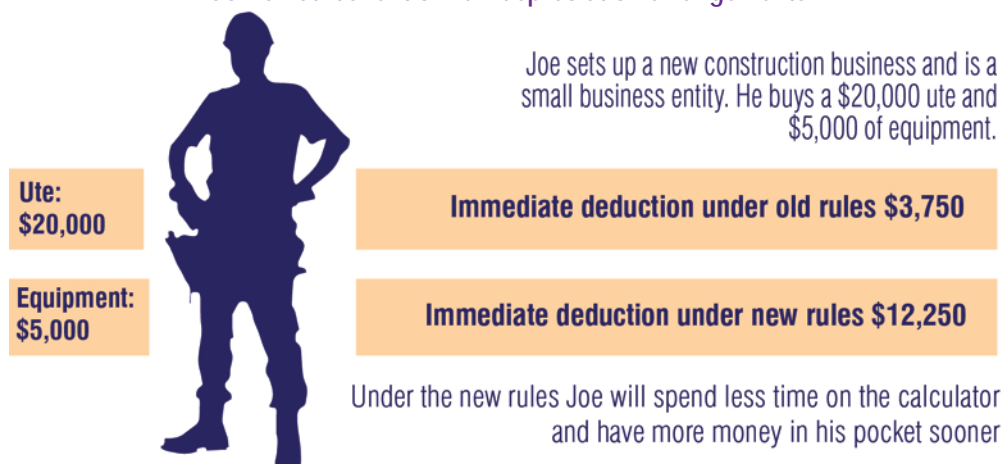 Joe sets up a new construction business and is a
small business entity. He buys a $20,000 ute and
$5,000 of equipment.
Ute:
$20,000
Immediate deduction under old rules $3,750
Equipment:
$5,000
Immediate deduction under new rules $12,250
Under the new rules Joe will spend less time on the calculator
and have more money in his pocket sooner